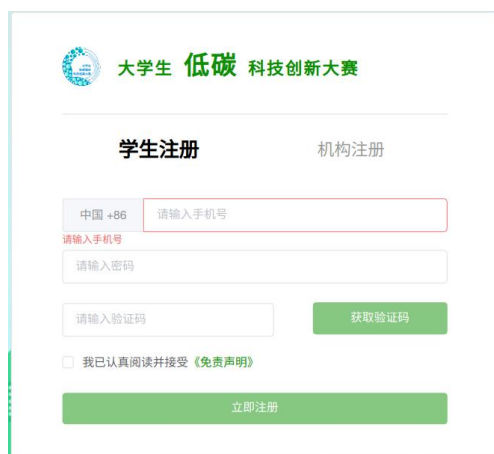 大学生 低碳 科技创新大赛
学生注册 机构注册
中国 +86 请输入手机号
请输入手机号
请输入密码
请输入验证码 获取验证码
我已认真阅读并接受《免责声明》
立即注册